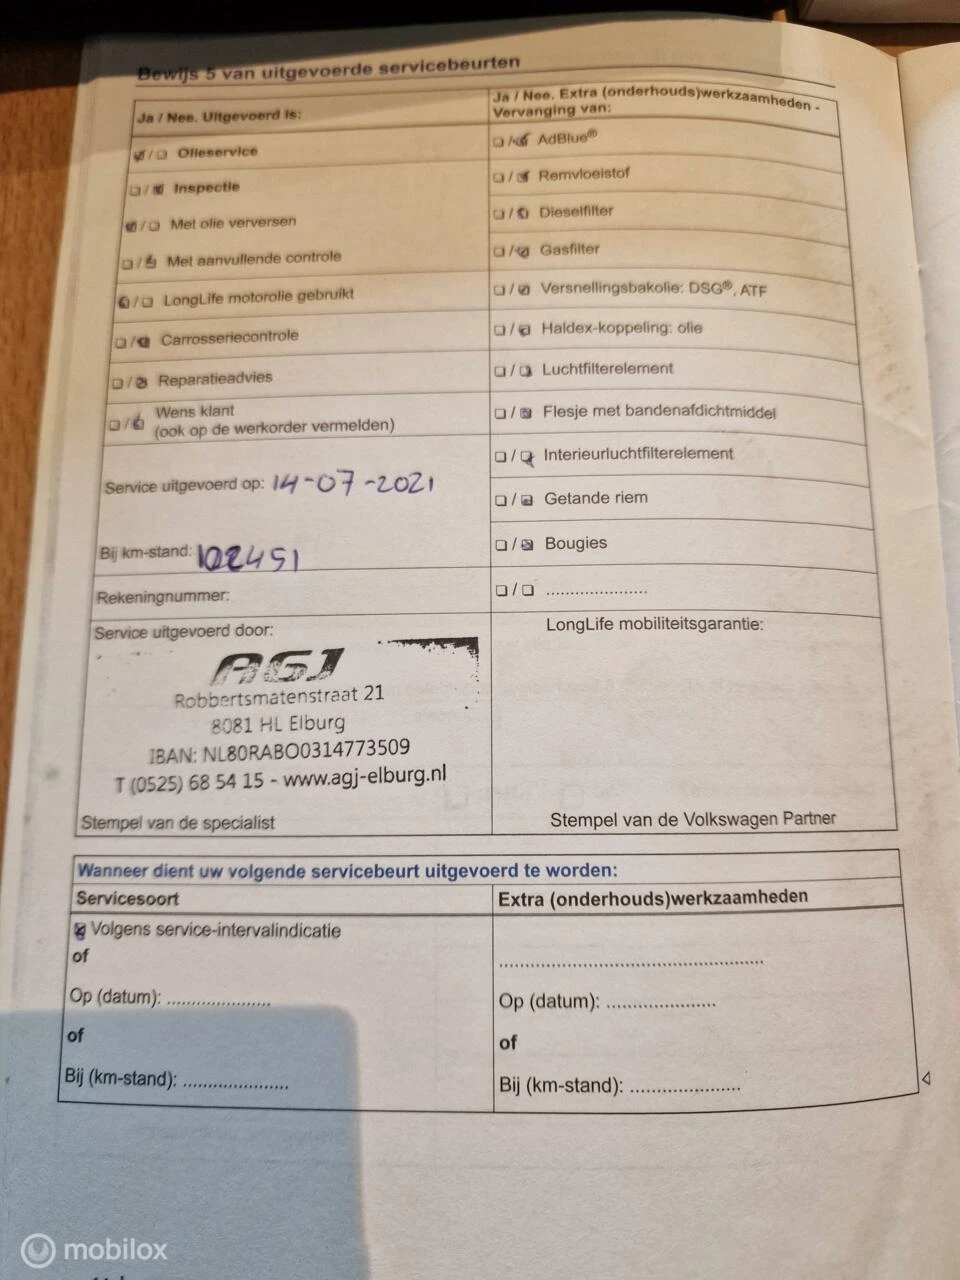 Bewijs 5 van uitgevoerde servicebeurten
Ja / Nee. Uitgevoerd is:
☑ / ☐ Olieservice
☐ / ☑ Inspectie
☑ / ☐ Met olie verversen
☐ / ☑ Met aanvullende controle
☑ / ☐ LongLife motorolie gebruikt
☐ / ☑ Carrosseriecontrole
☐ / ☑ Reparatieadvies
☐ / ☑ Wens klant
(ook op de werkorder vermelden)
Service uitgevoerd op: 14-07-2021
Bij km-stand: 102451
Rekeningnummer:
Service uitgevoerd door:
AGJ
Robbertsmatenstraat 21
8081 HL Elburg
IBAN: NL80RABO0314773509
T (0525) 68 54 15 - www.agj-elburg.nl
Stempel van de specialist
Ja / Nee. Extra (onderhouds)werkzaamheden -
Vervanging van:
☐ / ☑ AdBlue®
☐ / ☑ Remvloeistof
☐ / ☑ Dieselfilter
☐ / ☑ Gasfilter
☐ / ☑ Versnellingsbakolie: DSG®, ATF
☐ / ☑ Haldex-koppeling: olie
☐ / ☑ Luchtfilterelement
☐ / ☑ Flesje met bandenafdichtmiddel
☐ / ☑ Interieurluchtfilterelement
☐ / ☑ Getande riem
☐ / ☑ Bougies
☐ / ☐ ......................
LongLife mobiliteitsgarantie:
Stempel van de Volkswagen Partner
Wanneer dient uw volgende servicebeurt uitgevoerd te worden:
Servicesoort
☑ Volgens service-intervalindicatie
of
Op (datum): ......................
of
Bij (km-stand): ......................
Extra (onderhouds)werkzaamheden
......................................................
Op (datum): ......................
of
Bij (km-stand): ......................
mobilox